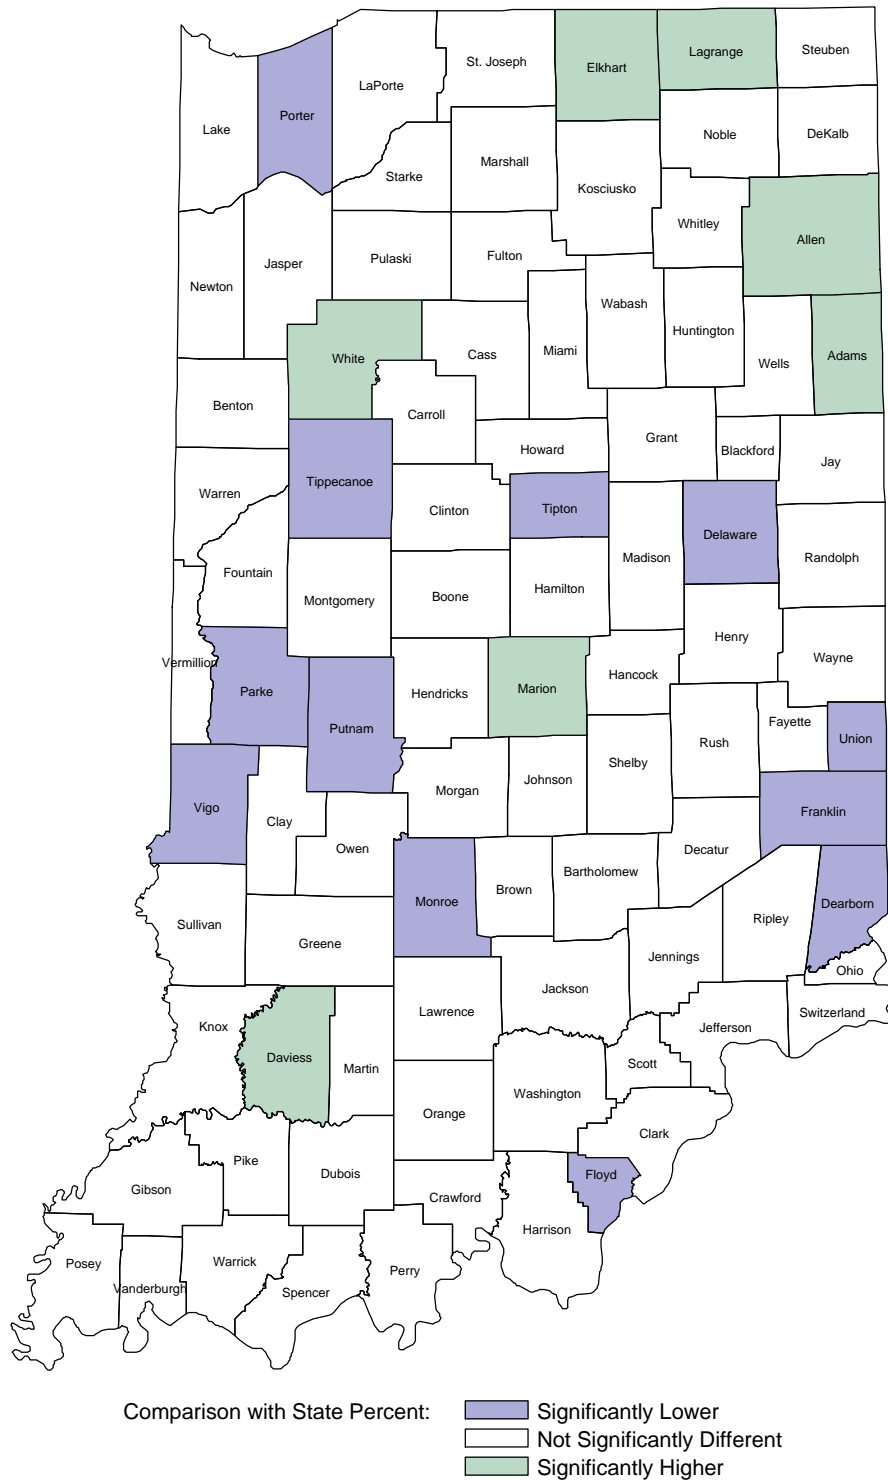 Elkhart
Lagrange
Steuben
St. Joseph
LaPorte
Porter
Lake
Noble
DeKalb
Starke
Marshall
Kosciusko
Whitley
Allen
Jasper
Pulaski
Fulton
Newton
Wabash
Huntington
White
Cass
Miami
Wells
Adams
Benton
Carroll
Grant
Howard
Blackford
Jay
Tippecanoe
Warren
Clinton
Tipton
Delaware
Madison
Randolph
Fountain
Montgomery
Boone
Hamilton
Henry
Vermillion
Wayne
Parke
Hendricks
Marion
Hancock
Putnam
Fayette
Union
Rush
Shelby
Johnson
Morgan
Vigo
Clay
Franklin
Owen
Decatur
Bartholomew
Brown
Monroe
Dearborn
Ripley
Sullivan
Greene
Jennings
Ohio
Jackson
Lawrence
Switzerland
Knox
Jefferson
Daviess
Martin
Scott
Washington
Orange
Clark
Pike
Dubois
Floyd
Gibson
Crawford
Harrison
Posey
Warrick
Perry
Vanderburgh
Spencer
Comparison with State Percent:
Significantly Lower
Not Significantly Different
Significantly Higher